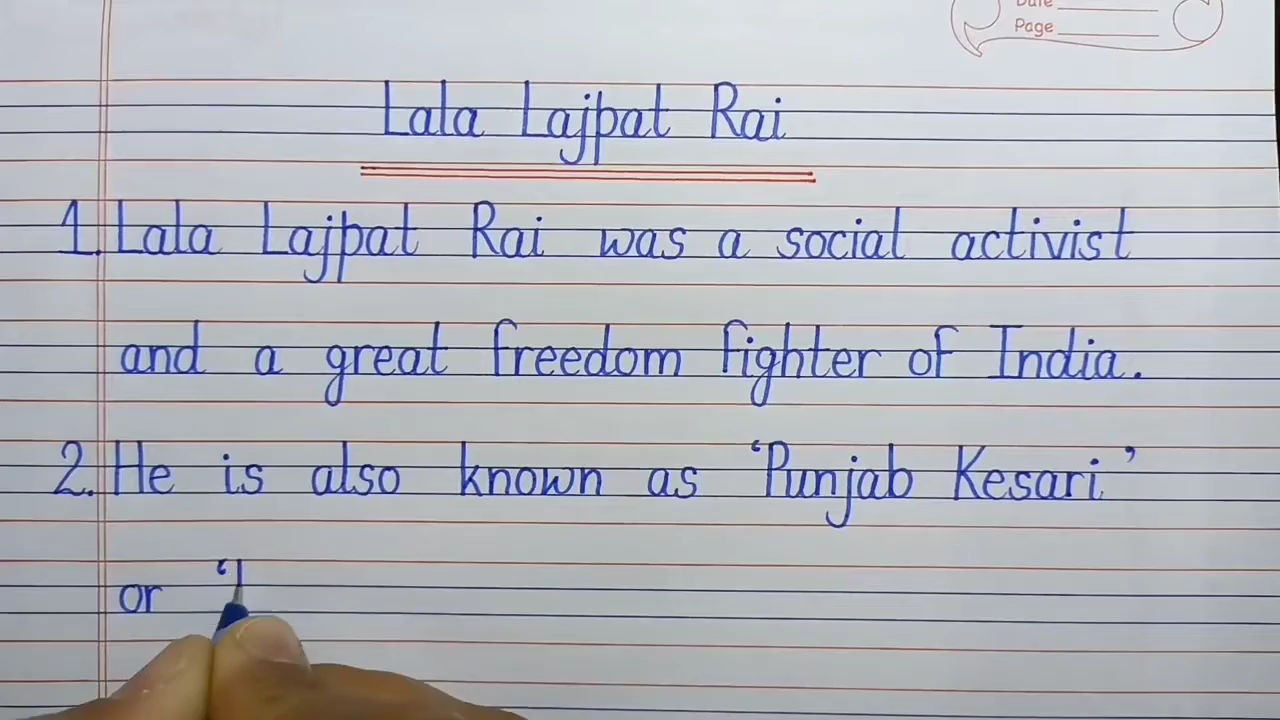 Date
Page
Lala Lajpat Rai
1. Lala Lajpat Rai was a social activist
and a great freedom fighter of India.
2. He is also known as ‘Punjab Kesari’
or ‘